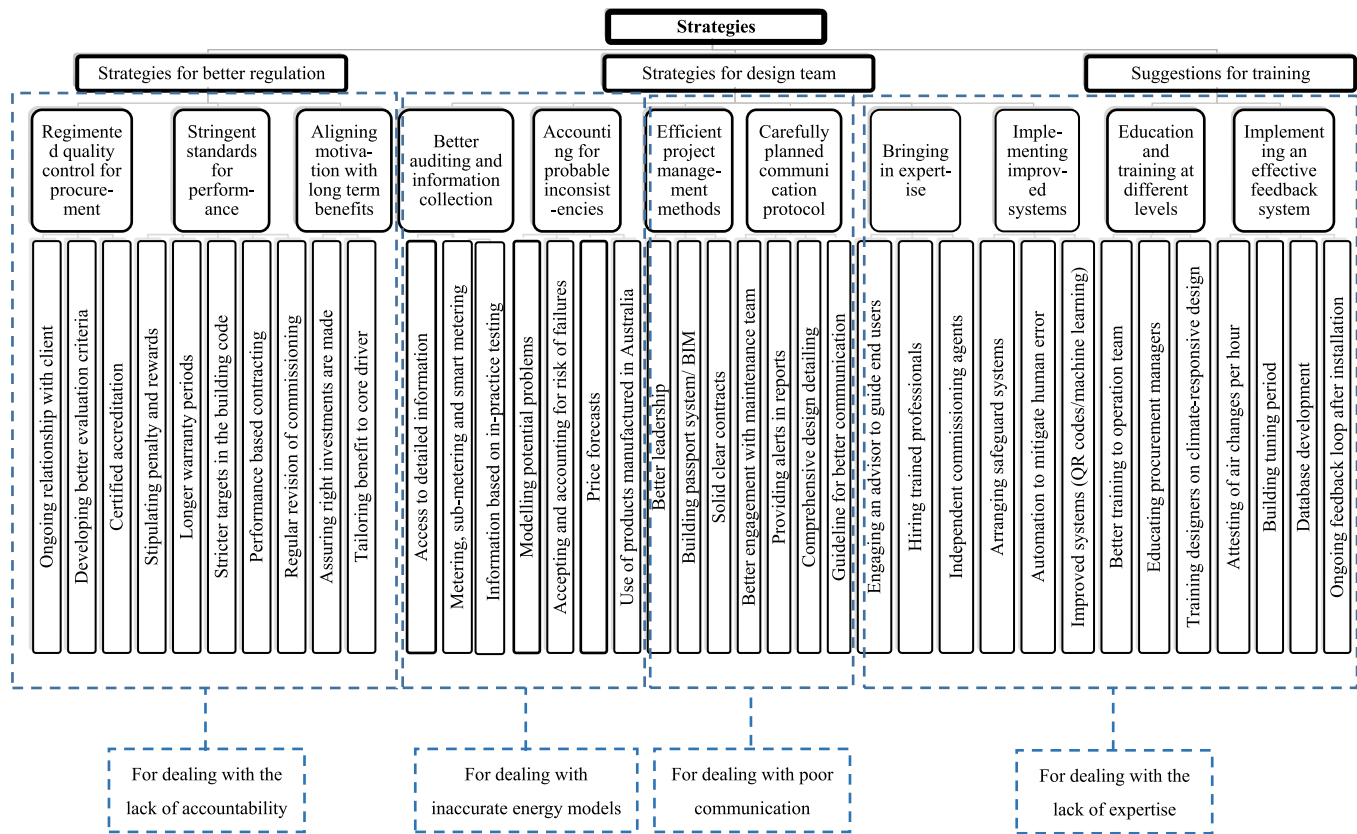 Strategies
Strategies for better regulation
Strategies for design team
Suggestions for training
Regimente
d quality
control for
procure-
ment
Stringent
standards
for
perform-
ance
Aligning
motiva-
tion with
long term
benefits
Better
auditing and
information
collection
Accounti
ng for
probable
inconsist
-encies
Efficient
project
manage-
ment
methods
Carefully
planned
communi
cation
protocol
Bringing
in expert-
ise
Imple-
menting
improv-
ed
systems
Education
and
training at
different
levels
Implement
ing an
effective
feedback
system
Ongoing relationship with client
Developing better evaluation criteria
Certified accreditation
Stipulating penalty and rewards
Longer warranty periods
Stricter targets in the building code
Performance based contracting
Regular revision of commissioning
Assuring right investments are made
Tailoring benefit to core driver
Access to detailed information
Metering, sub-metering and smart metering
Information based on in-practice testing
Modelling potential problems
Accepting and accounting for risk of failures
Price forecasts
Use of products manufactured in Australia
Better leadership
Building passport system/ BIM
Solid clear contracts
Better engagement with maintenance team
Providing alerts in reports
Comprehensive design detailing
Guideline for better communication
Engaging an advisor to guide end users
Hiring trained professionals
Independent commissioning agents
Arranging safeguard systems
Automation to mitigate human error
Improved systems (QR codes/machine learning)
Better training to operation team
Educating procurement managers
Training designers on climate-responsive design
Attesting of air changes per hour
Building tuning period
Database development
Ongoing feedback loop after installation
For dealing with the
lack of accountability
For dealing with
inaccurate energy models
For dealing with poor
communication
For dealing with the
lack of expertise